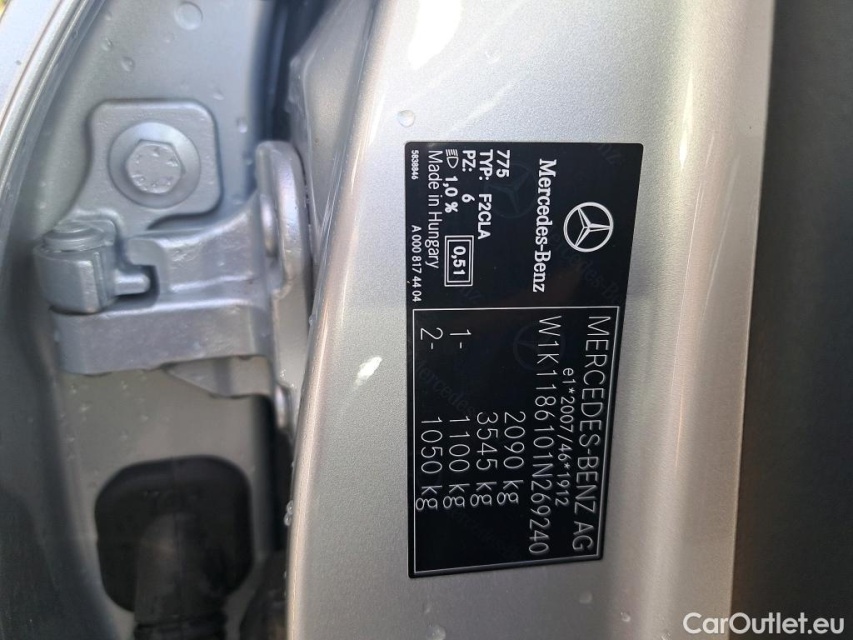 Mercedes-Benz
775
TYP: F2CLA
PZ: 6
1,0 %
0,51
Made in Hungary
5838846
A 000 817 44 04
MERCEDES-BENZ AG
e1*2007/46*1912
W1K1186101N269240
2090 kg
3545 kg
1- 1100 kg
2- 1050 kg
CarOutlet.eu